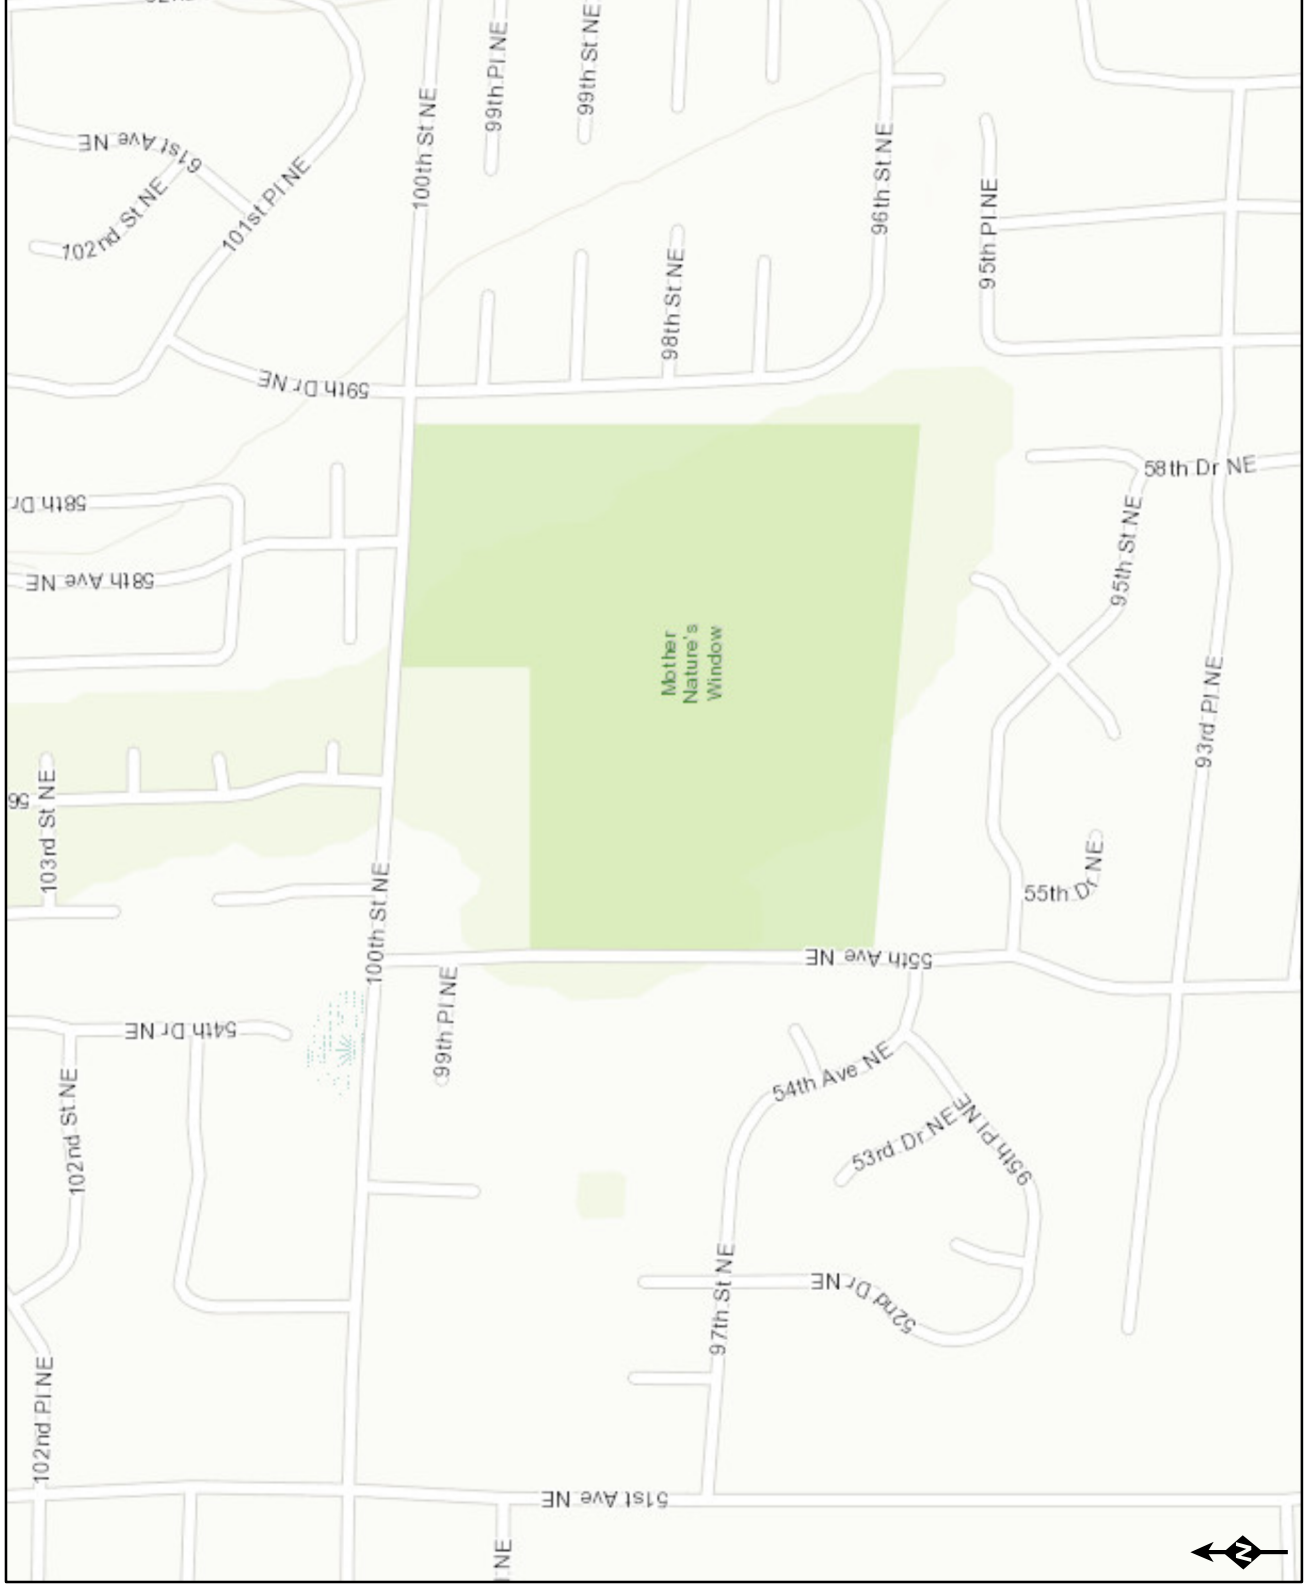 61st Ave NE
102nd St NE
101st Pl NE
100th St NE
99th Pl NE
99th St NE
96th St NE
95th Pl NE
98th St NE
59th Dr NE
58th Dr
58th Ave NE
58th Dr NE
95th St NE
Mother
Nature's
Window
93rd Pl NE
56
103rd St NE
100th St NE
55th Dr NE
55th Ave NE
99th Pl NE
54th Dr NE
102nd St NE
54th Ave NE
53rd Dr NE
95th Pl NE
97th St NE
52nd Dr NE
102nd Pl NE
51st Ave NE
NE
N